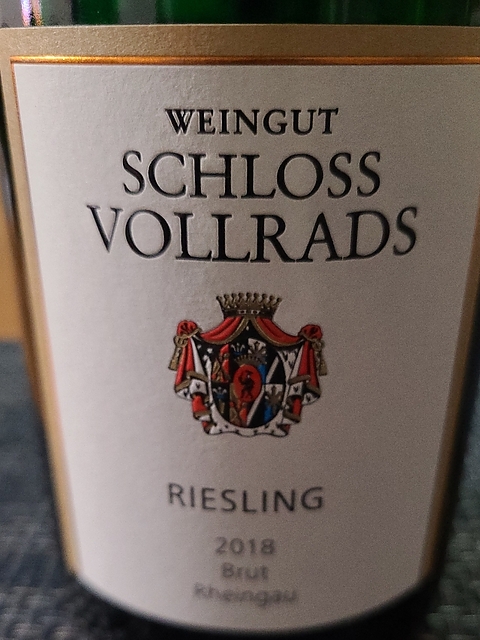 WEINGUT
SCHLOSS
VOLLRADS
RIESLING
2018
Brut
Rheingau